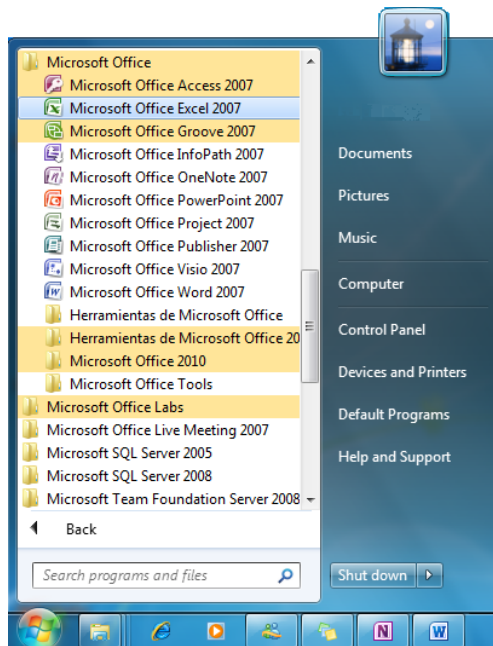 Microsoft Office
Microsoft Office Access 2007
Microsoft Office Excel 2007
Microsoft Office Groove 2007
Microsoft Office InfoPath 2007
Microsoft Office OneNote 2007
Microsoft Office PowerPoint 2007
Microsoft Office Project 2007
Microsoft Office Publisher 2007
Microsoft Office Visio 2007
Microsoft Office Word 2007
Herramientas de Microsoft Office
Herramientas de Microsoft Office 20
Microsoft Office 2010
Microsoft Office Tools
Microsoft Office Labs
Microsoft Office Live Meeting 2007
Microsoft SQL Server 2005
Microsoft SQL Server 2008
Microsoft Team Foundation Server 2008
Back
Search programs and files
Documents
Pictures
Music
Computer
Control Panel
Devices and Printers
Default Programs
Help and Support
Shut down